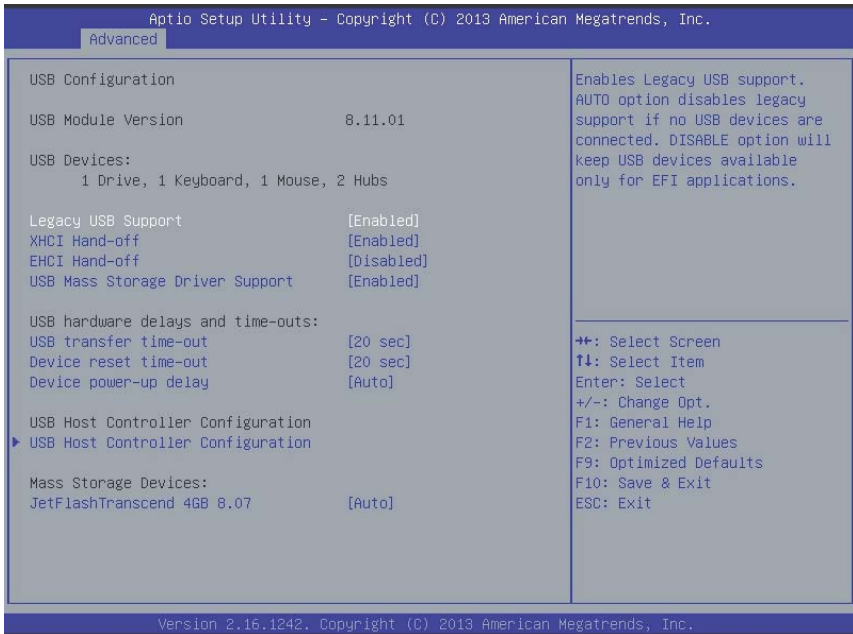 Aptio Setup Utility – Copyright (C) 2013 American Megatrends, Inc.
Advanced
USB Configuration
USB Module Version 8.11.01
USB Devices:
1 Drive, 1 Keyboard, 1 Mouse, 2 Hubs
Legacy USB Support [Enabled]
XHCI Hand-off [Enabled]
EHCI Hand-off [Disabled]
USB Mass Storage Driver Support [Enabled]
USB hardware delays and time-outs:
USB transfer time-out [20 sec]
Device reset time-out [20 sec]
Device power-up delay [Auto]
USB Host Controller Configuration
USB Host Controller Configuration
Mass Storage Devices:
JetFlashTranscend 4GB 8.07 [Auto]
Enables Legacy USB support.
AUTO option disables legacy
support if no USB devices are
connected. DISABLE option will
keep USB devices available
only for EFI applications.
→←: Select Screen
↑↓: Select Item
Enter: Select
+/-: Change Opt.
F1: General Help
F2: Previous Values
F9: Optimized Defaults
F10: Save & Exit
ESC: Exit
Version 2.16.1242. Copyright (C) 2013 American Megatrends, Inc.